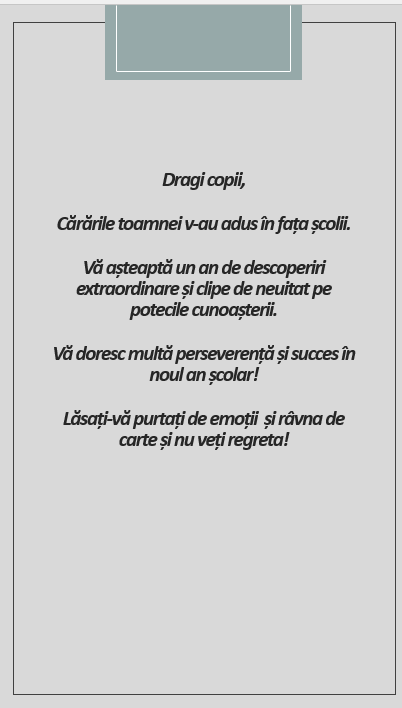 Dragi copii,
Cărările toamnei v-au adus în fața școlii.
Vă așteaptă un an de descoperiri
extraordinare și clipe de neuitat pe
potecile cunoașterii.
Vă doresc multă perseverență și succes în
noul an școlar!
Lăsați-vă purtați de emoții  și râvna de
carte și nu veți regreta!